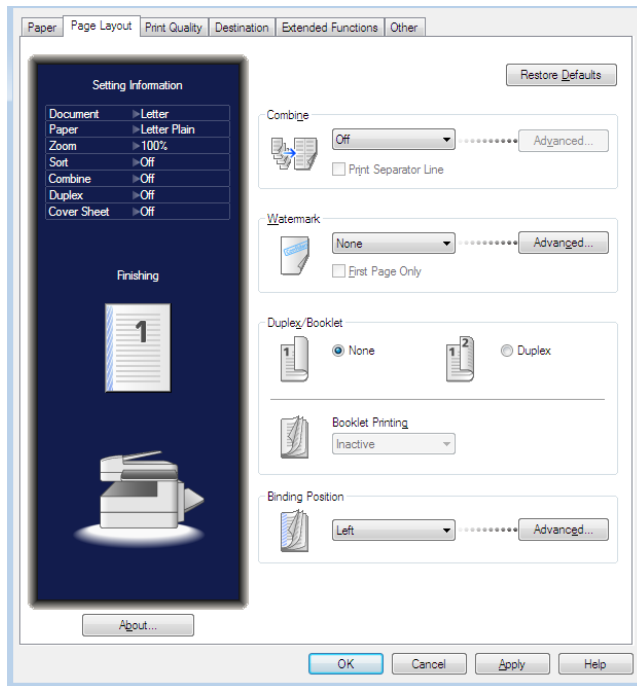 Paper Page Layout Print Quality Destination Extended Functions Other
Setting Information
Document Letter
Paper Letter Plain
Zoom 100%
Sort Off
Combine Off
Duplex Off
Cover Sheet Off
Finishing
1
About...
Restore Defaults
Combine
Off Advanced...
Print Separator Line
Watermark
None Advanced...
First Page Only
Duplex/Booklet
1 None 1 2 Duplex
Booklet Printing
Inactive
Binding Position
Left Advanced...
OK Cancel Apply Help